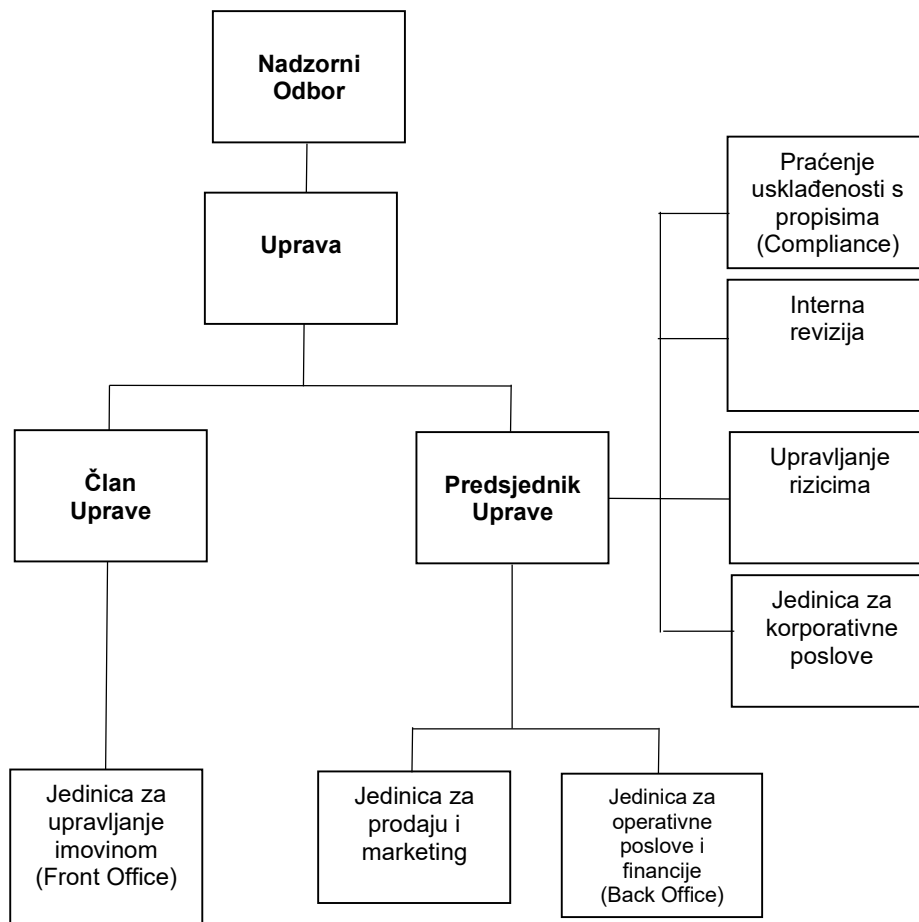 Nadzorni
Odbor
Uprava
Praćenje
usklađenosti s
propisima
(Compliance)
Interna
revizija
Član
Uprave
Predsjednik
Uprave
Upravljanje
rizicima
Jedinica za
korporativne
poslove
Jedinica za
upravljanje
imovinom
(Front Office)
Jedinica za
prodaju i
marketing
Jedinica za
operativne
poslove i
financije
(Back Office)